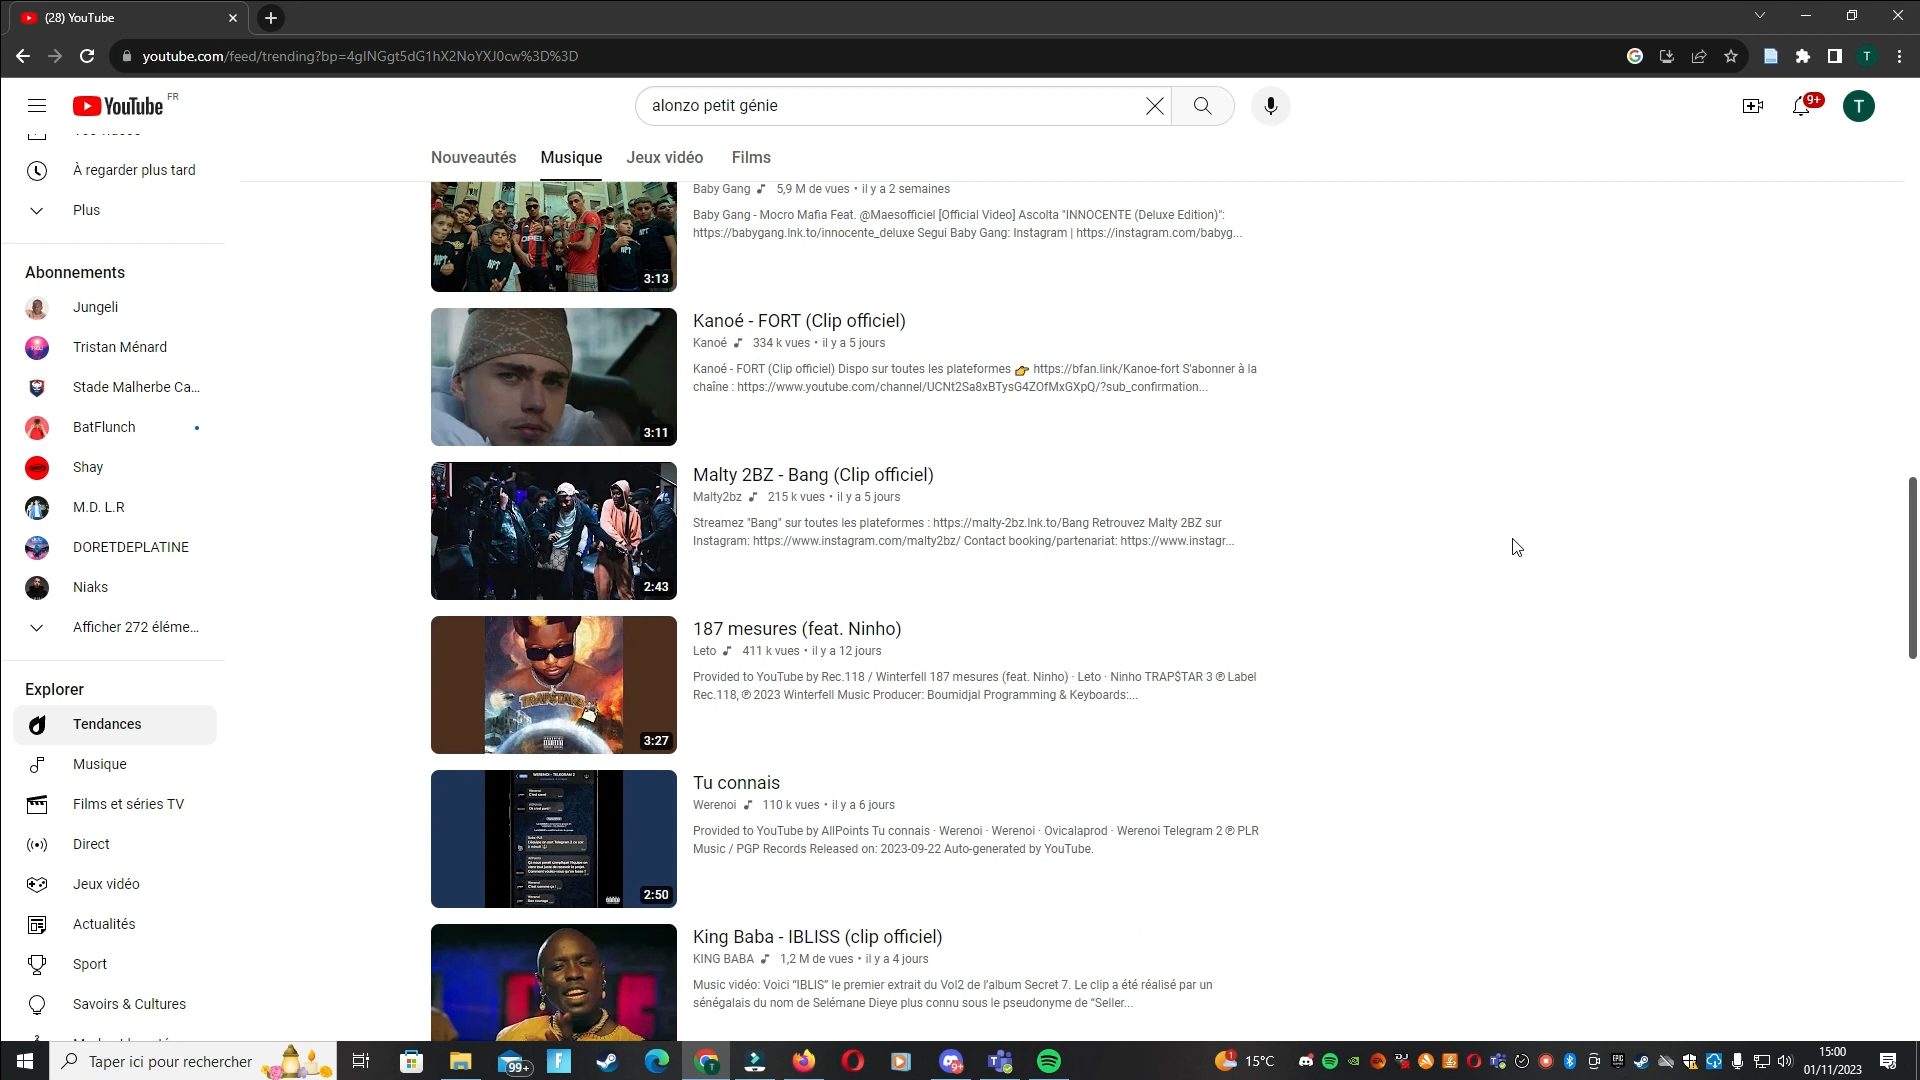 (28) YouTube
youtube.com/feed/trending?bp=4gINGgt5dG1hX2NoYXJ0cw%3D%3D
YouTube FR
alonzo petit génie
9+
T
À regarder plus tard
Plus
Abonnements
Jungeli
Tristan Ménard
Stade Malherbe Ca...
BatFlunch
Shay
M.D. L.R
DORETDEPLATINE
Niaks
Afficher 272 éléme...
Explorer
Tendances
Musique
Films et séries TV
Direct
Jeux vidéo
Actualités
Sport
Savoirs & Cultures
Nouveautés Musique Jeux vidéo Films
Baby Gang 5,9 M de vues • il y a 2 semaines
Baby Gang - Mocro Mafia Feat. @Maesofficiel [Official Video] Ascolta "INNOCENTE (Deluxe Edition)":
https://babygang.lnk.to/innocente_deluxe Segui Baby Gang: Instagram | https://instagram.com/babyg...
3:13
Kanoé - FORT (Clip officiel)
Kanoé 334 k vues • il y a 5 jours
Kanoé - FORT (Clip officiel) Dispo sur toutes les plateformes 👉 https://bfan.link/Kanoe-fort S'abonner à la
chaîne : https://www.youtube.com/channel/UCNt2Sa8xBTysG4ZOfMxGXpQ/?sub_confirmation...
3:11
Malty 2BZ - Bang (Clip officiel)
Malty2bz 215 k vues • il y a 5 jours
Streamez "Bang" sur toutes les plateformes : https://malty-2bz.lnk.to/Bang Retrouvez Malty 2BZ sur
Instagram: https://www.instagram.com/malty2bz/ Contact booking/partenariat: https://www.instagr...
2:43
187 mesures (feat. Ninho)
Leto 411 k vues • il y a 12 jours
Provided to YouTube by Rec.118 / Winterfell 187 mesures (feat. Ninho) · Leto · Ninho TRAP$TAR 3 ℗ Label
Rec.118, ℗ 2023 Winterfell Music Producer: Boumidjal Programming & Keyboards:...
3:27
Tu connais
Werenoi 110 k vues • il y a 6 jours
Provided to YouTube by AllPoints Tu connais · Werenoi · Werenoi · Ovicalaprod · Werenoi Telegram 2 ℗ PLR
Music / PGP Records Released on: 2023-09-22 Auto-generated by YouTube.
2:50
King Baba - IBLISS (clip officiel)
KING BABA 1,2 M de vues • il y a 4 jours
Music vidéo: Voici “IBLIS” le premier extrait du Vol2 de l'album Secret 7. Le clip a été réalisé par un
sénégalais du nom de Selémane Dieye plus connu sous le pseudonyme de “Seller...
Taper ici pour rechercher
99+
15°C
15:00
01/11/2023